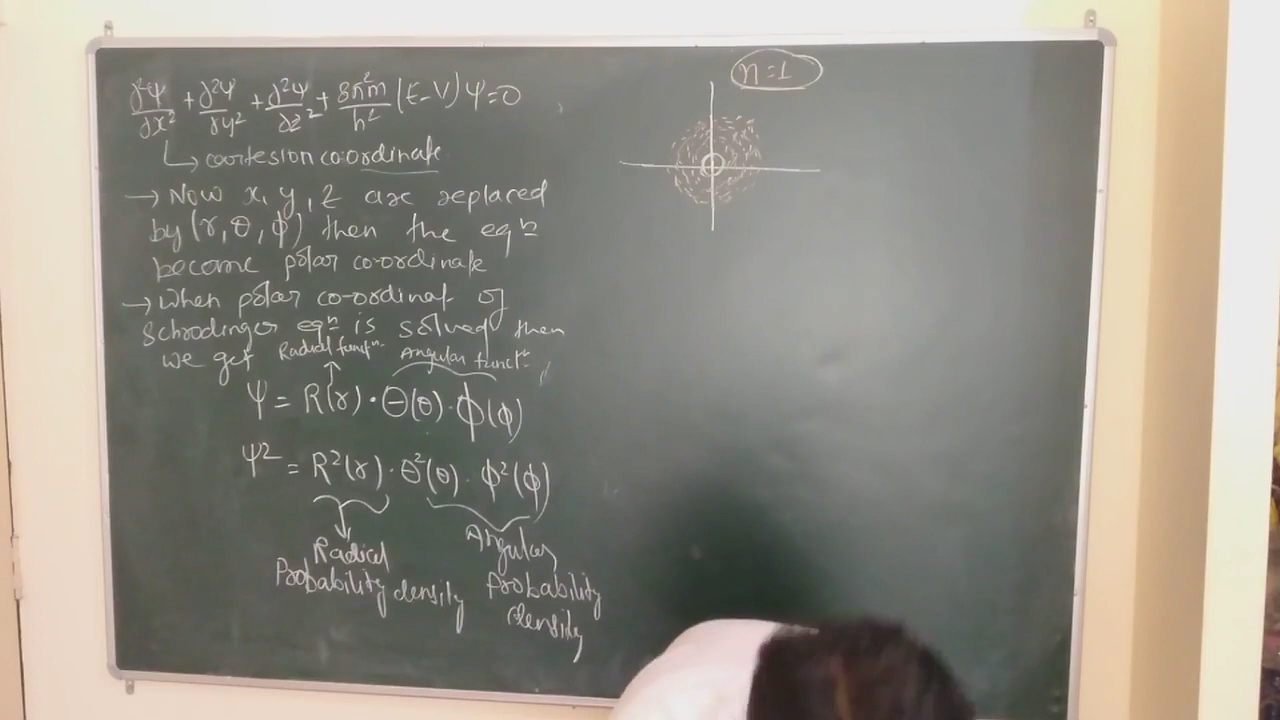 ∂²Ψ/∂x² + ∂²Ψ/∂y² + ∂²Ψ/∂z² + 8π²m/h² (E-V) Ψ=0
↳ cartesion co-ordinate
→ Now x, y, z are replaced
by (r, θ, ϕ) then the eqⁿ
become polar co-ordinate
→ When polar co-ordinat of
Schrodinger eqⁿ is solved then
we get Radial functⁿ. Angular functⁿ.
Ψ = R(r) · Θ(θ) · Φ(ϕ)
Ψ² = R²(r) · Θ²(θ) · Φ²(ϕ)
Radial
Probability density
Angular
Probability
density
n=1